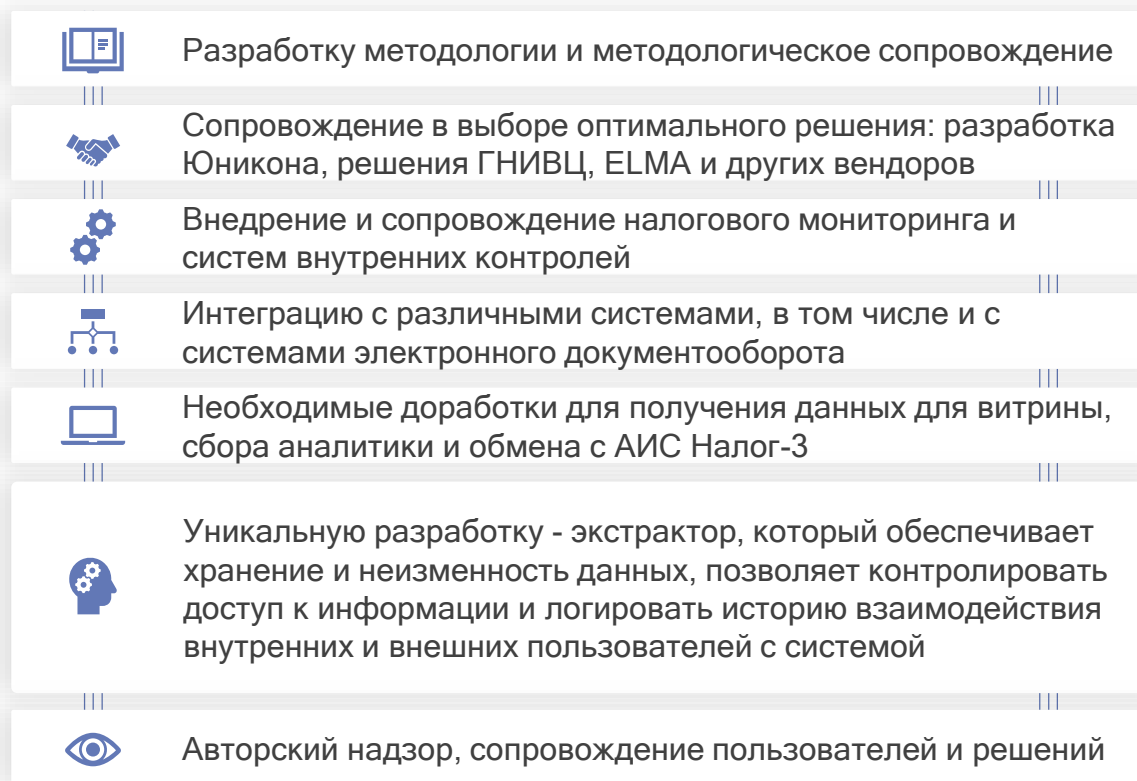 Разработку методологии и методологическое сопровождение
Сопровождение в выборе оптимального решения: разработка
Юникона, решения ГНИВЦ, ELMA и других вендоров
Внедрение и сопровождение налогового мониторинга и
систем внутренних контролей
Интеграцию с различными системами, в том числе и с
системами электронного документооборота
Необходимые доработки для получения данных для витрины,
сбора аналитики и обмена с АИС Налог-3
Уникальную разработку - экстрактор, который обеспечивает
хранение и неизменность данных, позволяет контролировать
доступ к информации и логировать историю взаимодействия
внутренних и внешних пользователей с системой
Авторский надзор, сопровождение пользователей и решений